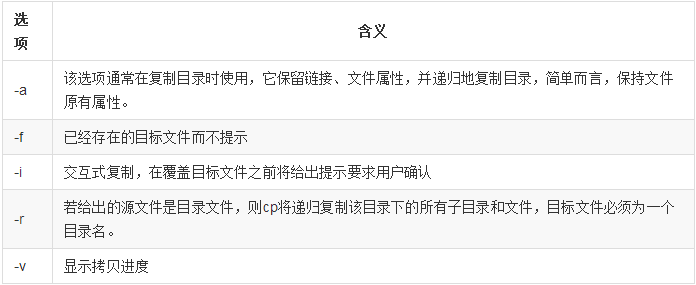 选
项
含义
-a
该选项通常在复制目录时使用，它保留链接、文件属性，并递归地复制目录，简单而言，保持文件
原有属性。
-f
已经存在的目标文件而不提示
-i
交互式复制，在覆盖目标文件之前将给出提示要求用户确认
-r
若给出的源文件是目录文件，则cp将递归复制该目录下的所有子目录和文件，目标文件必须为一个
目录名。
-v
显示拷贝进度